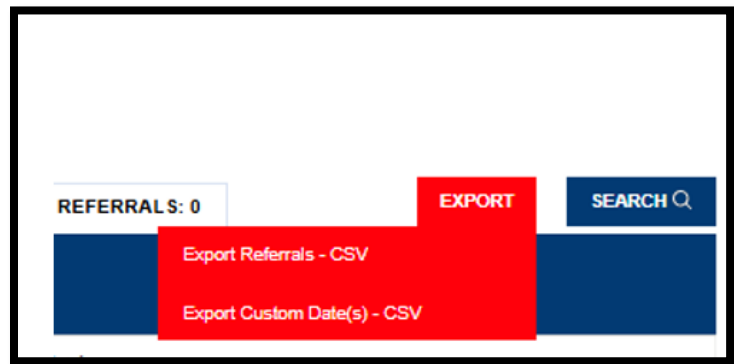 REFERRALS: 0
EXPORT
SEARCH
Export Referrals - CSV
Export Custom Date(s) - CSV